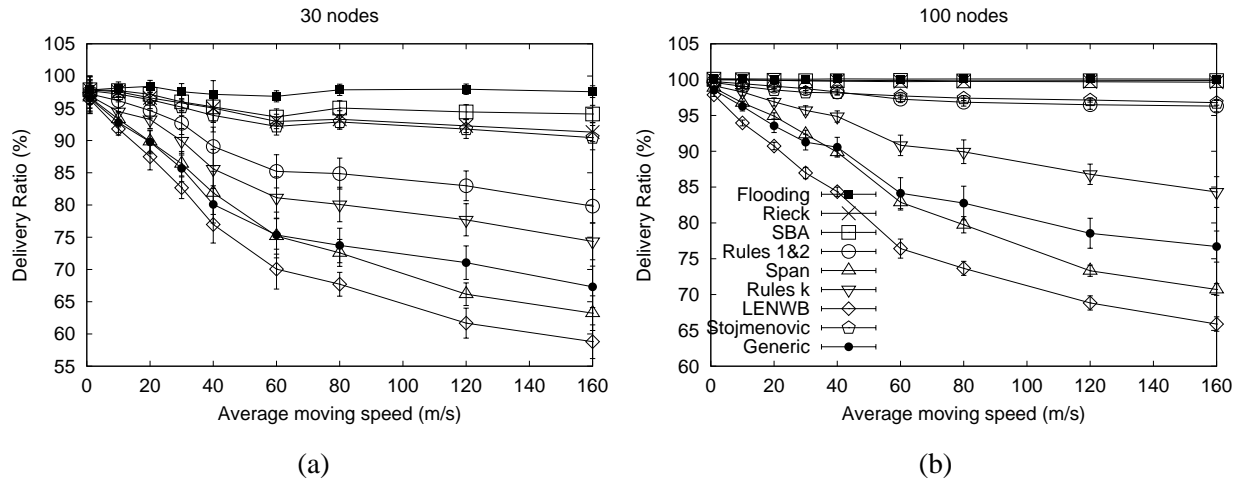 30 nodes
105
100
95
90
85
80
75
70
65
60
55
0 20 40 60 80 100 120 140 160
Delivery Ratio (%)
Average moving speed (m/s)
(a)
100 nodes
105
100
95
90
85
80
75
70
65
60
0 20 40 60 80 100 120 140 160
Delivery Ratio (%)
Average moving speed (m/s)
Flooding
Rieck
SBA
Rules 1&2
Span
Rules k
LENWB
Stojmenovic
Generic
(b)